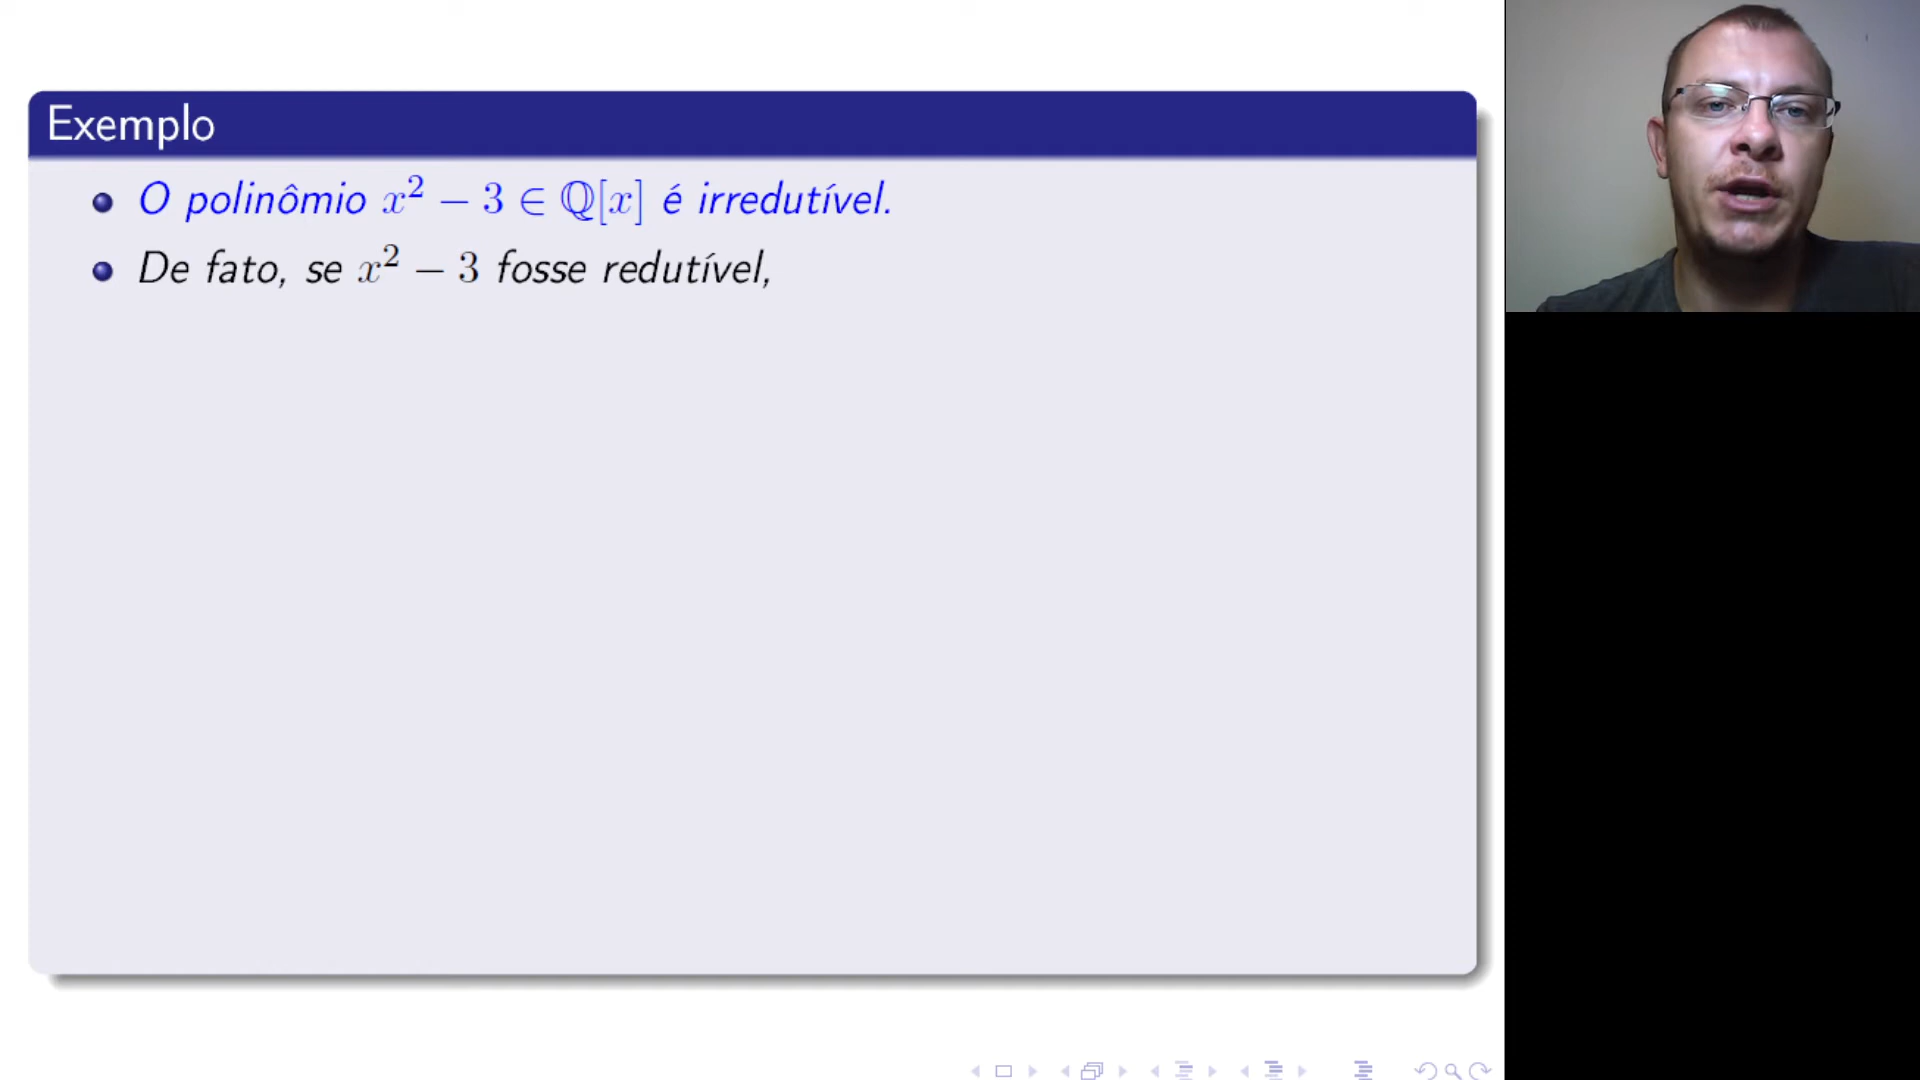 Exemplo
O polinômio x² − 3 ∈ ℚ[x] é irredutível.
De fato, se x² − 3 fosse redutível,